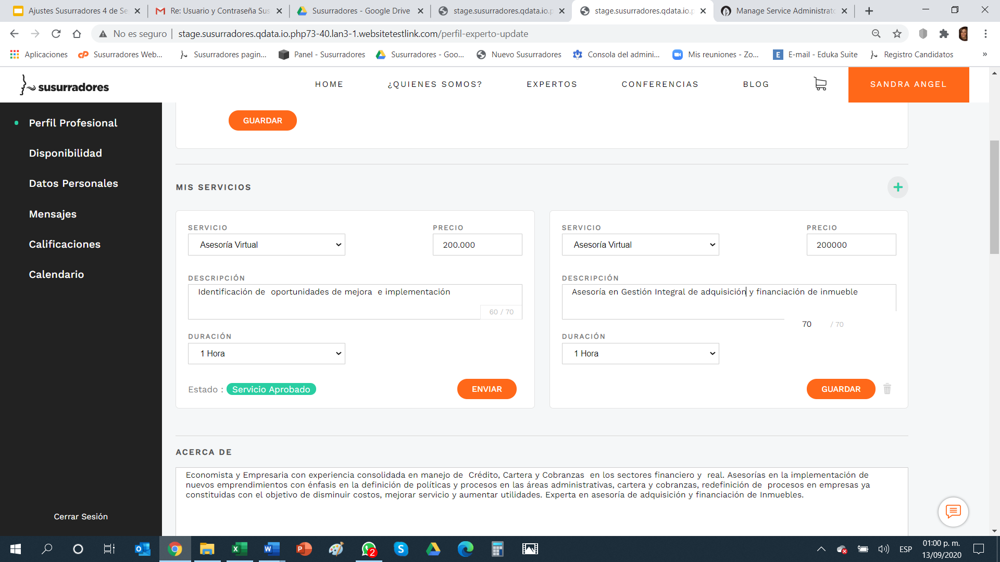 Ajustes Susurradores 4 de Se
Re: Usuario y Contraseña Sus
Susurradores - Google Drive
stage.susurradores.qdata.io.p
stage.susurradores.qdata.io.p
Manage Service Administrato
No es seguro
stage.susurradores.qdata.io.php73-40.lan3-1.websitetestlink.com/perfil-experto-update
Aplicaciones
cP
Susurradores Web...
Susurradores pagin...
Panel - Susurradores
Susurradores - Goo...
Nuevo Susurradores
Consola del admini...
Mis reuniones - Zo...
E
E-mail - Eduka Suite
Registro Candidatos
»
susurradores
HOME
¿QUIENES SOMOS?
EXPERTOS
CONFERENCIAS
BLOG
SANDRA ANGEL
Perfil Profesional
Disponibilidad
Datos Personales
Mensajes
Calificaciones
Calendario
Cerrar Sesión
GUARDAR
MIS SERVICIOS
+
SERVICIO
PRECIO
Asesoría Virtual
200.000
DESCRIPCIÓN
Identificación de  oportunidades de mejora  e implementación
60 / 70
DURACIÓN
1 Hora
Estado : Servicio Aprobado
ENVIAR
SERVICIO
PRECIO
Asesoría Virtual
200000
DESCRIPCIÓN
Asesoría en Gestión Integral de adquisición y financiación de inmueble
70 / 70
DURACIÓN
1 Hora
GUARDAR
ACERCA DE
Economista y Empresaria con experiencia consolidada en manejo de  Crédito, Cartera y Cobranzas  en los sectores financiero y  real. Asesorías en la implementación de
nuevos emprendimientos con énfasis en la definición de políticas y procesos en las áreas administrativas, cartera y cobranzas, redefinición de  procesos en empresas ya
constituidas con el objetivo de disminuir costos, mejorar servicio y aumentar utilidades. Experta en asesoría de adquisición y financiación de Inmuebles.
2
ESP
01:00 p. m.
13/09/2020